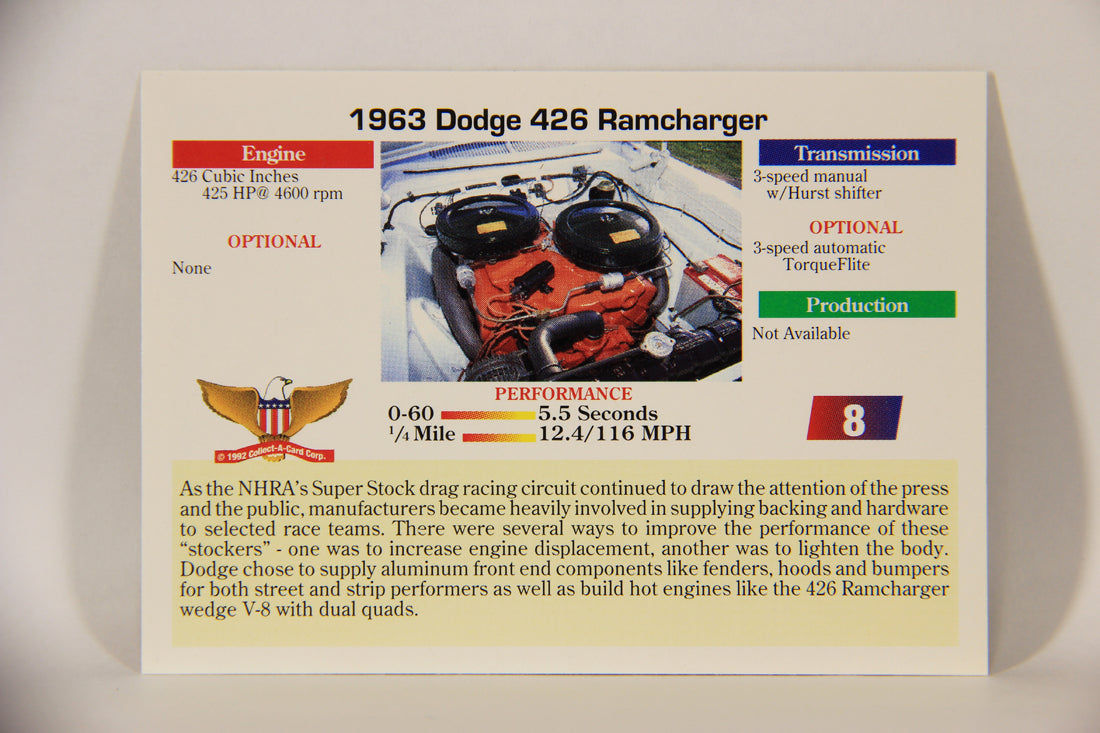 1963 Dodge 426 Ramcharger
Engine
426 Cubic Inches
425 HP@ 4600 rpm
OPTIONAL
None
Transmission
3-speed manual
w/Hurst shifter
OPTIONAL
3-speed automatic
TorqueFlite
Production
Not Available
PERFORMANCE
0-60 5.5 Seconds
1/4 Mile 12.4/116 MPH
8
© 1992 Collect-A-Card Corp.
As the NHRA's Super Stock drag racing circuit continued to draw the attention of the press
and the public, manufacturers became heavily involved in supplying backing and hardware
to selected race teams. There were several ways to improve the performance of these
“stockers” - one was to increase engine displacement, another was to lighten the body.
Dodge chose to supply aluminum front end components like fenders, hoods and bumpers
for both street and strip performers as well as build hot engines like the 426 Ramcharger
wedge V-8 with dual quads.